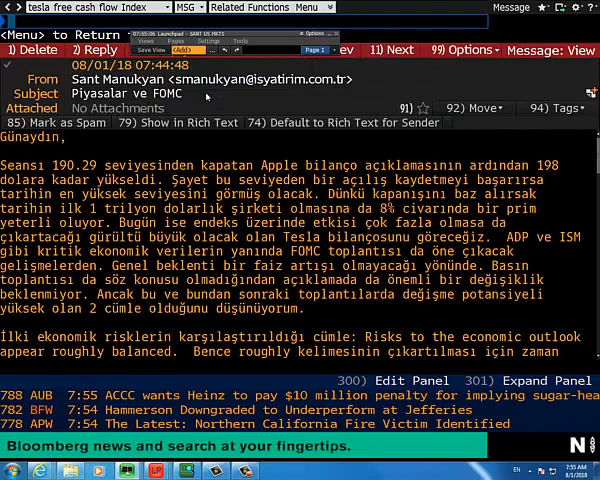 tesla free cash flow Index MSG Related Functions Menu Message
<Menu> to Return
07:55:06 Launchpad - SANT US MKTS Options
Views Pages Settings Tools
Save View <Add> Page 1
1) Delete 2) Reply ev 11) Next 99) Options Message: View
08/01/18 07:44:48
From Sant Manukyan <smanukyan@isyatirim.com.tr>
Subject Piyasalar ve FOMC
Attached No Attachments 91) 92) Move 94) Tags
85) Mark as Spam 79) Show in Rich Text 74) Default to Rich Text for Sender
Günaydın,
Seansı 190.29 seviyesinden kapatan Apple bilanço açıklamasının ardından 198
dolara kadar yükseldi. Şayet bu seviyeden bir açılış kaydetmeyi başarırsa
tarihin en yüksek seviyesini görmüş olacak. Dünkü kapanışını baz alırsak
tarihin ilk 1 trilyon dolarlık şirketi olmasına da 8% civarında bir prim
yeterli oluyor. Bugün ise endeks üzerinde etkisi çok fazla olmasa da
çıkartacağı gürültü büyük olacak olan Tesla bilançosunu göreceğiz. ADP ve ISM
gibi kritik ekonomik verilerin yanında FOMC toplantısı da öne çıkacak
gelişmelerden. Genel beklenti bir faiz artışı olmayacağı yönünde. Basın
toplantısı da söz konusu olmadığından açıklamada da önemli bir değişiklik
beklenmiyor. Ancak bu ve bundan sonraki toplantılarda değişme potansiyeli
yüksek olan 2 cümle olduğunu düşünüyorum.
İlki ekonomik risklerin karşılaştırıldığı cümle: Risks to the economic outlook
appear roughly balanced. Bence roughly kelimesinin çıkartılması için zaman
300) Edit Panel 301) Expand Panel
788 AUB 7:55 ACCC wants Heinz to pay $10 million penalty for implying sugar-hea
782 BFW 7:54 Hammerson Downgraded to Underperform at Jefferies
778 APW 7:54 The Latest: Northern California Fire Victim Identified
Bloomberg news and search at your fingertips.
N
EN 7:55 AM
8/1/2018